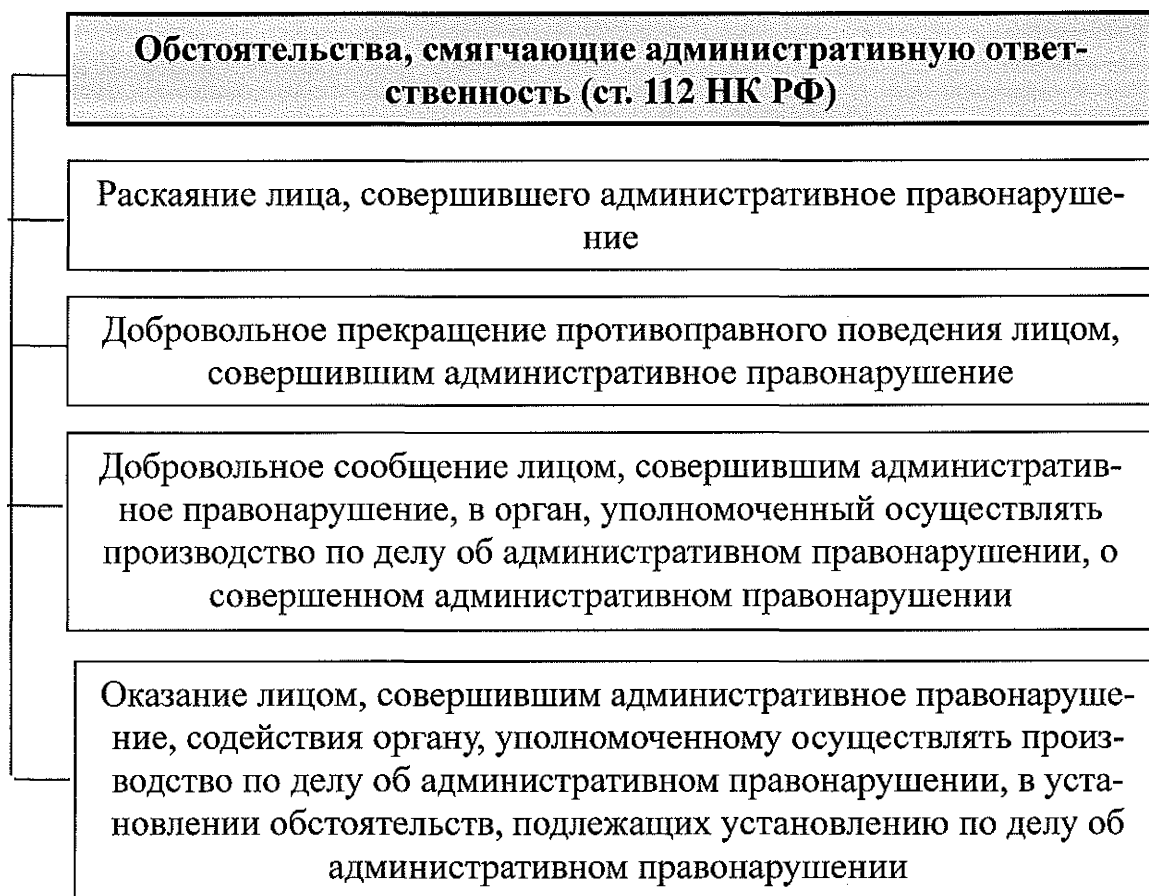 Обстоятельства, смягчающие административную ответ-
ственность (ст. 112 НК РФ)
Раскаяние лица, совершившего административное правонаруше-
ние
Добровольное прекращение противоправного поведения лицом,
совершившим административное правонарушение
Добровольное сообщение лицом, совершившим административ-
ное правонарушение, в орган, уполномоченный осуществлять
производство по делу об административном правонарушении, о
совершенном административном правонарушении
Оказание лицом, совершившим административное правонаруше-
ние, содействия органу, уполномоченному осуществлять произ-
водство по делу об административном правонарушении, в уста-
новлении обстоятельств, подлежащих установлению по делу об
административном правонарушении